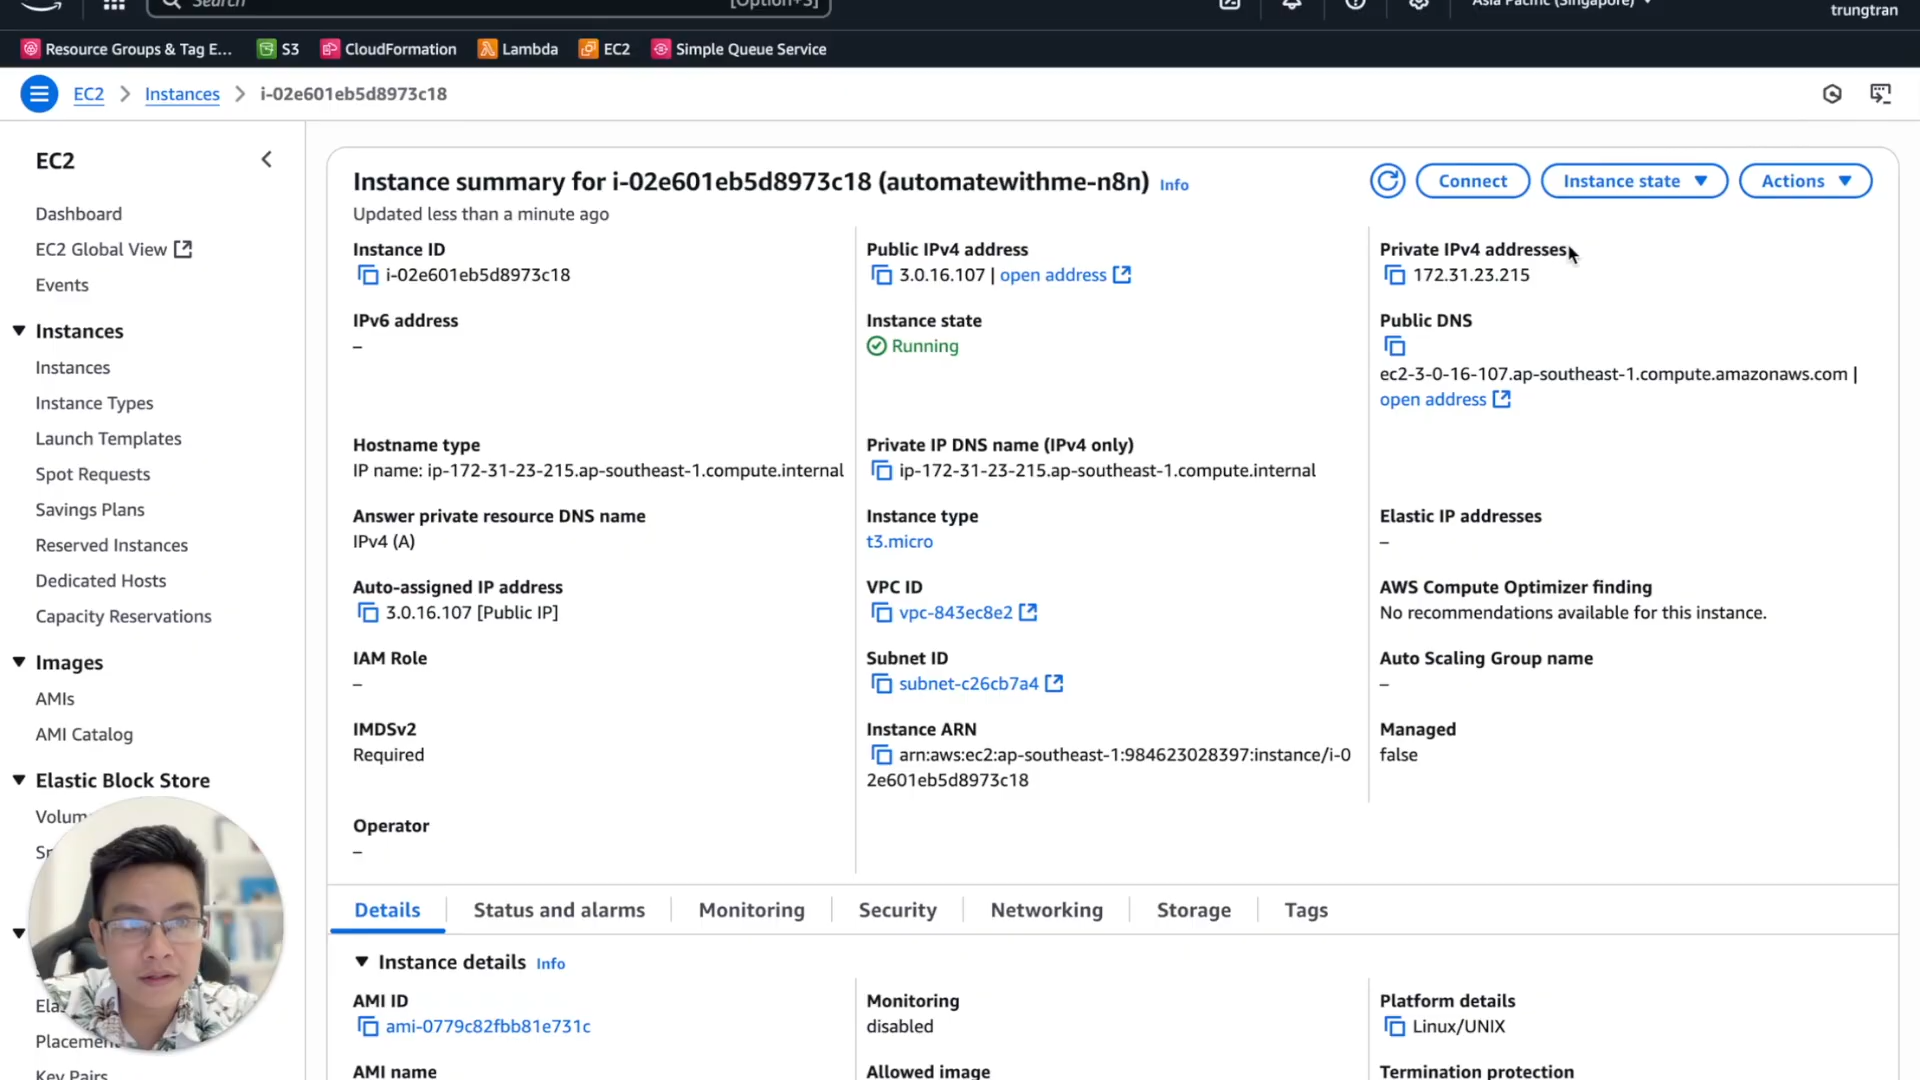 Search
[Option+S]
Asia Pacific (Singapore)
trungtran
Resource Groups & Tag E...
S3
CloudFormation
Lambda
EC2
Simple Queue Service
EC2
Instances
i-02e601eb5d8973c18
EC2
Dashboard
EC2 Global View
Events
Instances
Instances
Instance Types
Launch Templates
Spot Requests
Savings Plans
Reserved Instances
Dedicated Hosts
Capacity Reservations
Images
AMIs
AMI Catalog
Elastic Block Store
Key Pairs
Instance summary for i-02e601eb5d8973c18 (automatewithme-n8n) Info
Updated less than a minute ago
Connect
Instance state
Actions
Instance ID
i-02e601eb5d8973c18
Public IPv4 address
3.0.16.107 | open address
Private IPv4 addresses
172.31.23.215
IPv6 address
–
Instance state
Running
Public DNS
ec2-3-0-16-107.ap-southeast-1.compute.amazonaws.com |
open address
Hostname type
IP name: ip-172-31-23-215.ap-southeast-1.compute.internal
Private IP DNS name (IPv4 only)
ip-172-31-23-215.ap-southeast-1.compute.internal
Answer private resource DNS name
IPv4 (A)
Instance type
t3.micro
Elastic IP addresses
–
Auto-assigned IP address
3.0.16.107 [Public IP]
VPC ID
vpc-843ec8e2
AWS Compute Optimizer finding
No recommendations available for this instance.
IAM Role
–
Subnet ID
subnet-c26cb7a4
Auto Scaling Group name
–
IMDSv2
Required
Instance ARN
arn:aws:ec2:ap-southeast-1:984623028397:instance/i-0
2e601eb5d8973c18
Managed
false
Operator
–
Details
Status and alarms
Monitoring
Security
Networking
Storage
Tags
Instance details Info
AMI ID
ami-0779c82fbb81e731c
Monitoring
disabled
Platform details
Linux/UNIX
AMI name
Allowed image
Termination protection